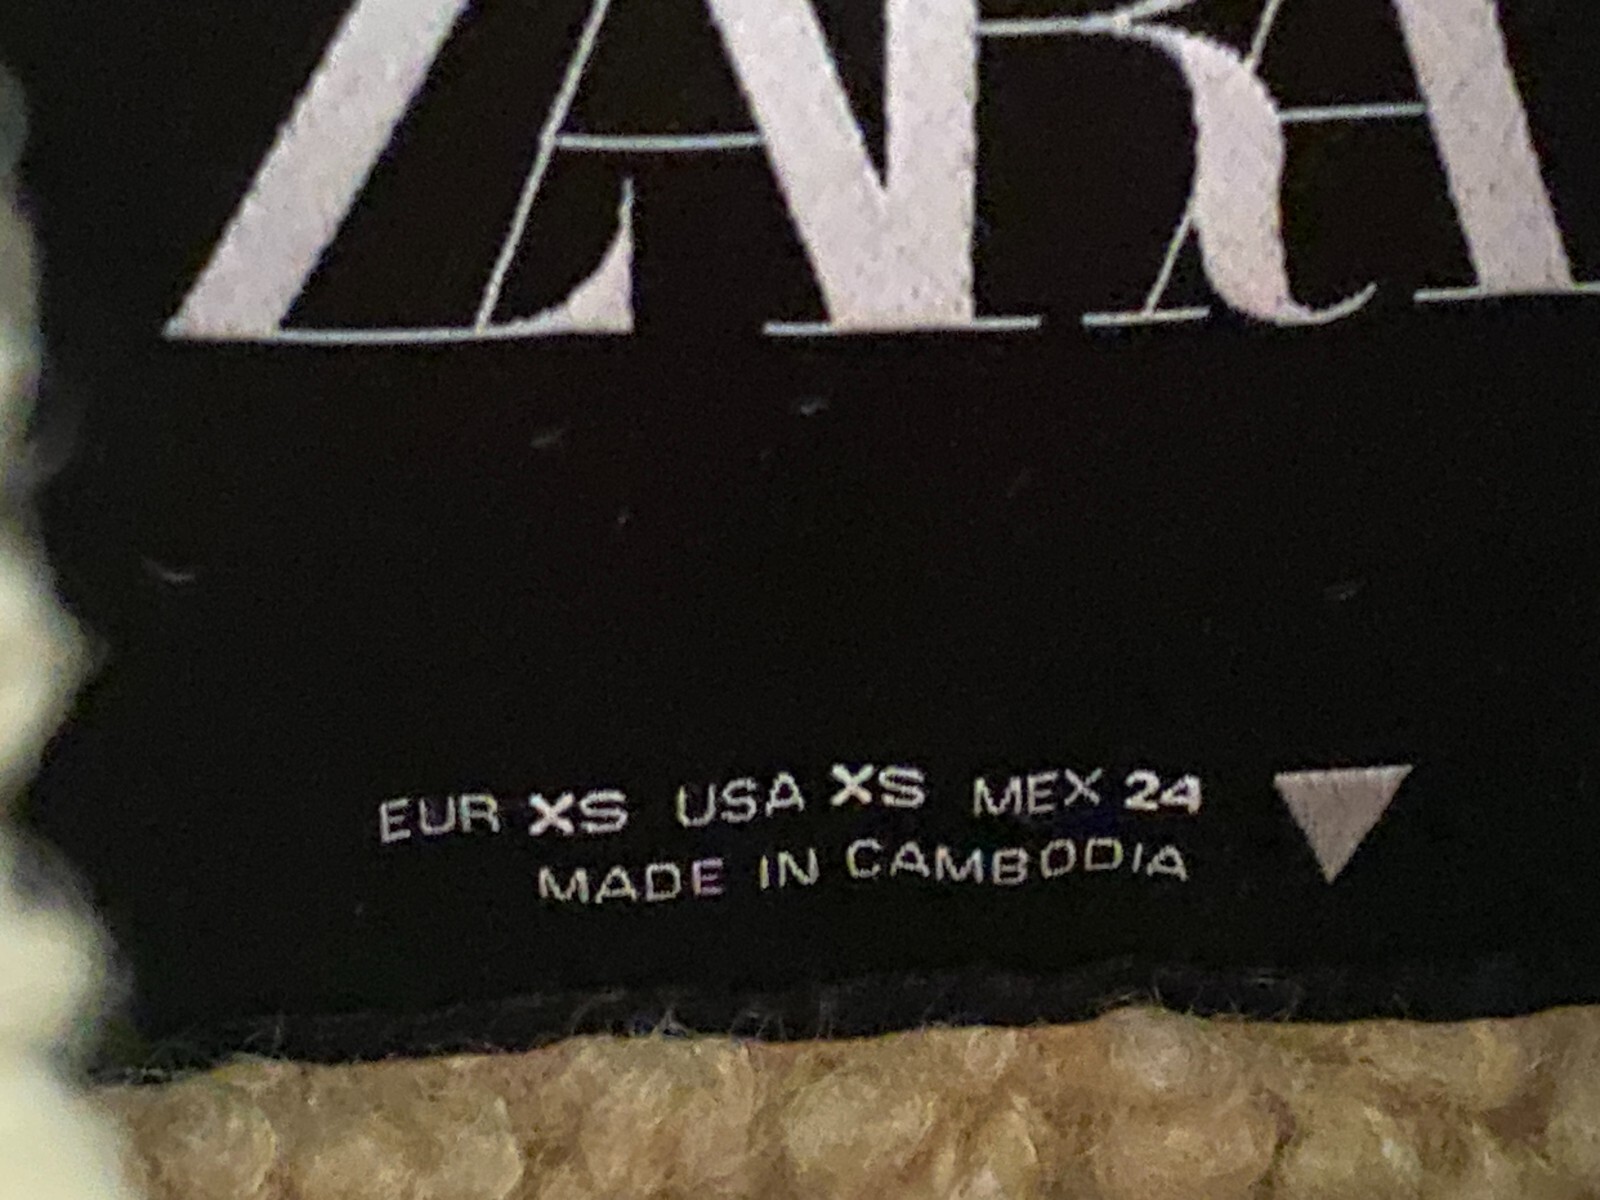 ZARA
EUR XS USA XS MEX 24
MADE IN CAMBODIA